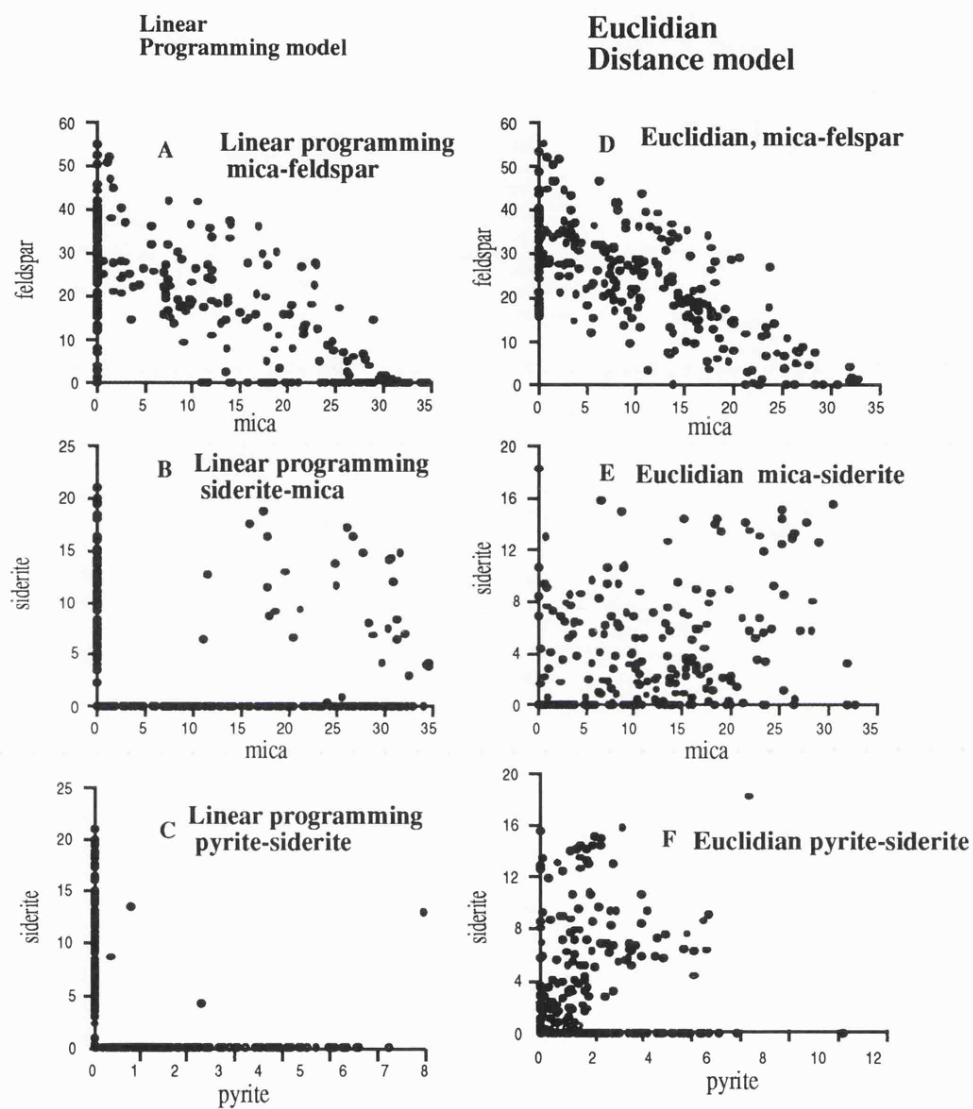 Linear
Programming model
Euclidian
Distance model
A
Linear programming
mica-feldspar
feldspar
60
50
40
30
20
10
0
0 5 10 15 20 25 30 35
mica
D
Euclidian, mica-felspar
feldspar
60
50
40
30
20
10
0
0 5 10 15 20 25 30 35
mica
B
Linear programming
siderite-mica
siderite
25
20
15
10
5
0
0 5 10 15 20 25 30 35
mica
E
Euclidian mica-siderite
siderite
20
16
12
8
4
0
0 5 10 15 20 25 30 35
mica
C
Linear programming
pyrite-siderite
siderite
25
20
15
10
5
0
0 1 2 3 4 5 6 7 8
pyrite
F
Euclidian pyrite-siderite
siderite
20
16
12
8
4
0
0 2 4 6 8 10 12
pyrite